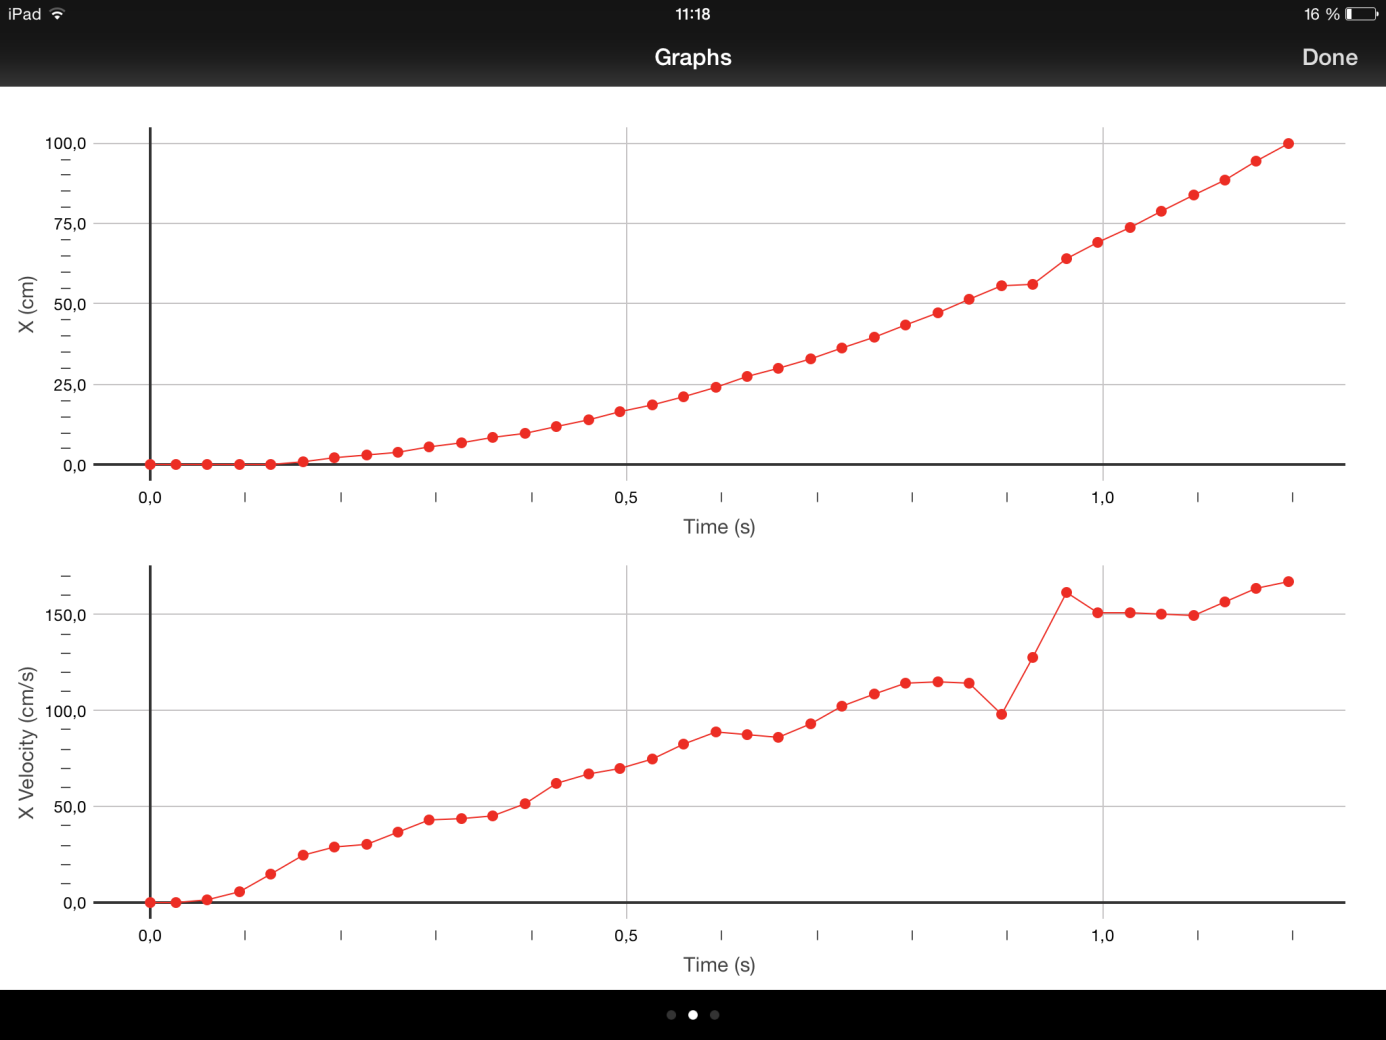 iPad 11:18 16 %
Graphs Done
100,0
75,0
50,0
25,0
0,0
X (cm)
0,0 0,5 1,0
Time (s)
150,0
100,0
50,0
0,0
X Velocity (cm/s)
0,0 0,5 1,0
Time (s)